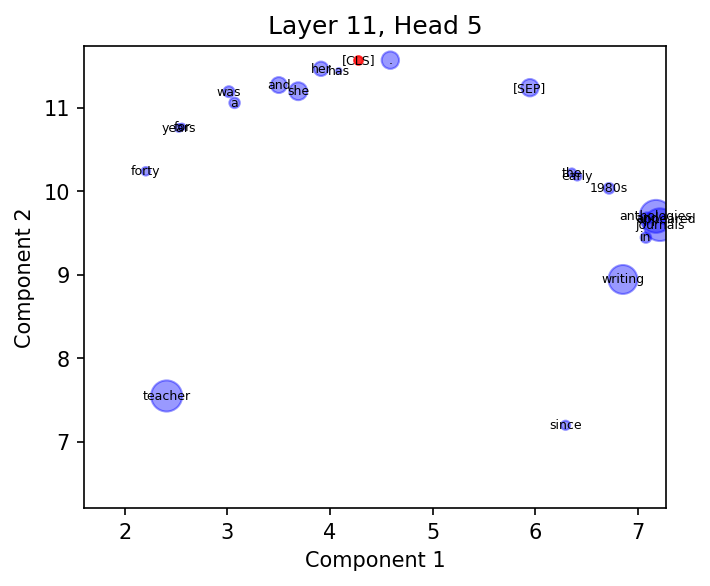 Layer 11, Head 5
[CLS] .
her has
and she
[SEP]
was
a
years for
forty
the
early
1980s
anthologies
appeared
journals
in
writing
teacher
since
11
10
9
8
7
2 3 4 5 6 7
Component 1
Component 2